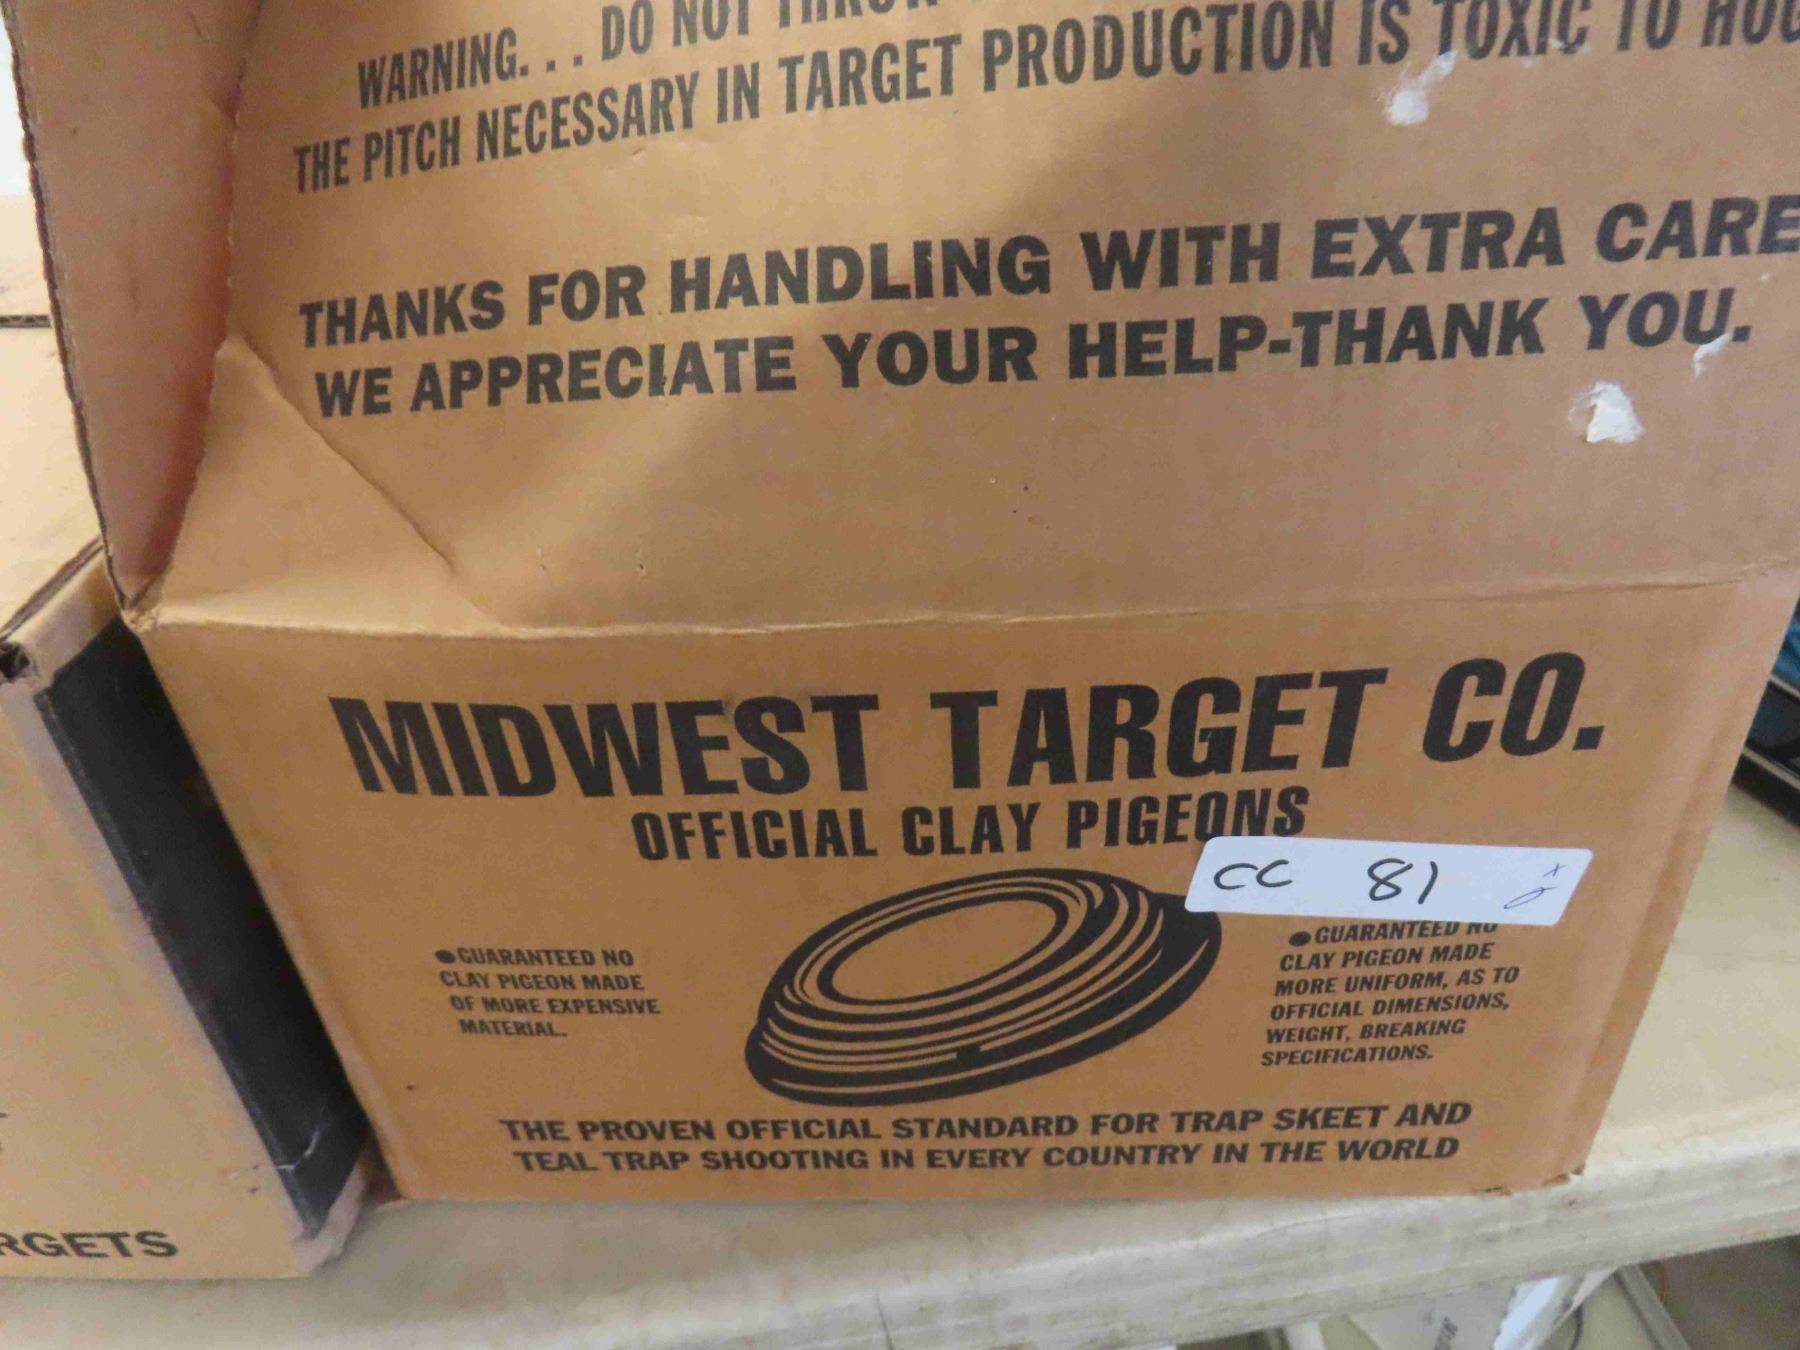 WARNING. . . DO NOT
THE PITCH NECESSARY IN TARGET PRODUCTION IS TOXIC TO
THANKS FOR HANDLING WITH EXTRA CARE
WE APPRECIATE YOUR HELP-THANK YOU.
MIDWEST TARGET CO.
OFFICIAL CLAY PIGEONS
CC 81
●GUARANTEED NO
CLAY PIGEON MADE
OF MORE EXPENSIVE
MATERIAL.
●GUARANTEED NO
CLAY PIGEON MADE
MORE UNIFORM, AS TO
OFFICIAL DIMENSIONS,
WEIGHT, BREAKING
SPECIFICATIONS.
THE PROVEN OFFICIAL STANDARD FOR TRAP SKEET AND
TEAL TRAP SHOOTING IN EVERY COUNTRY IN THE WORLD
RGETS